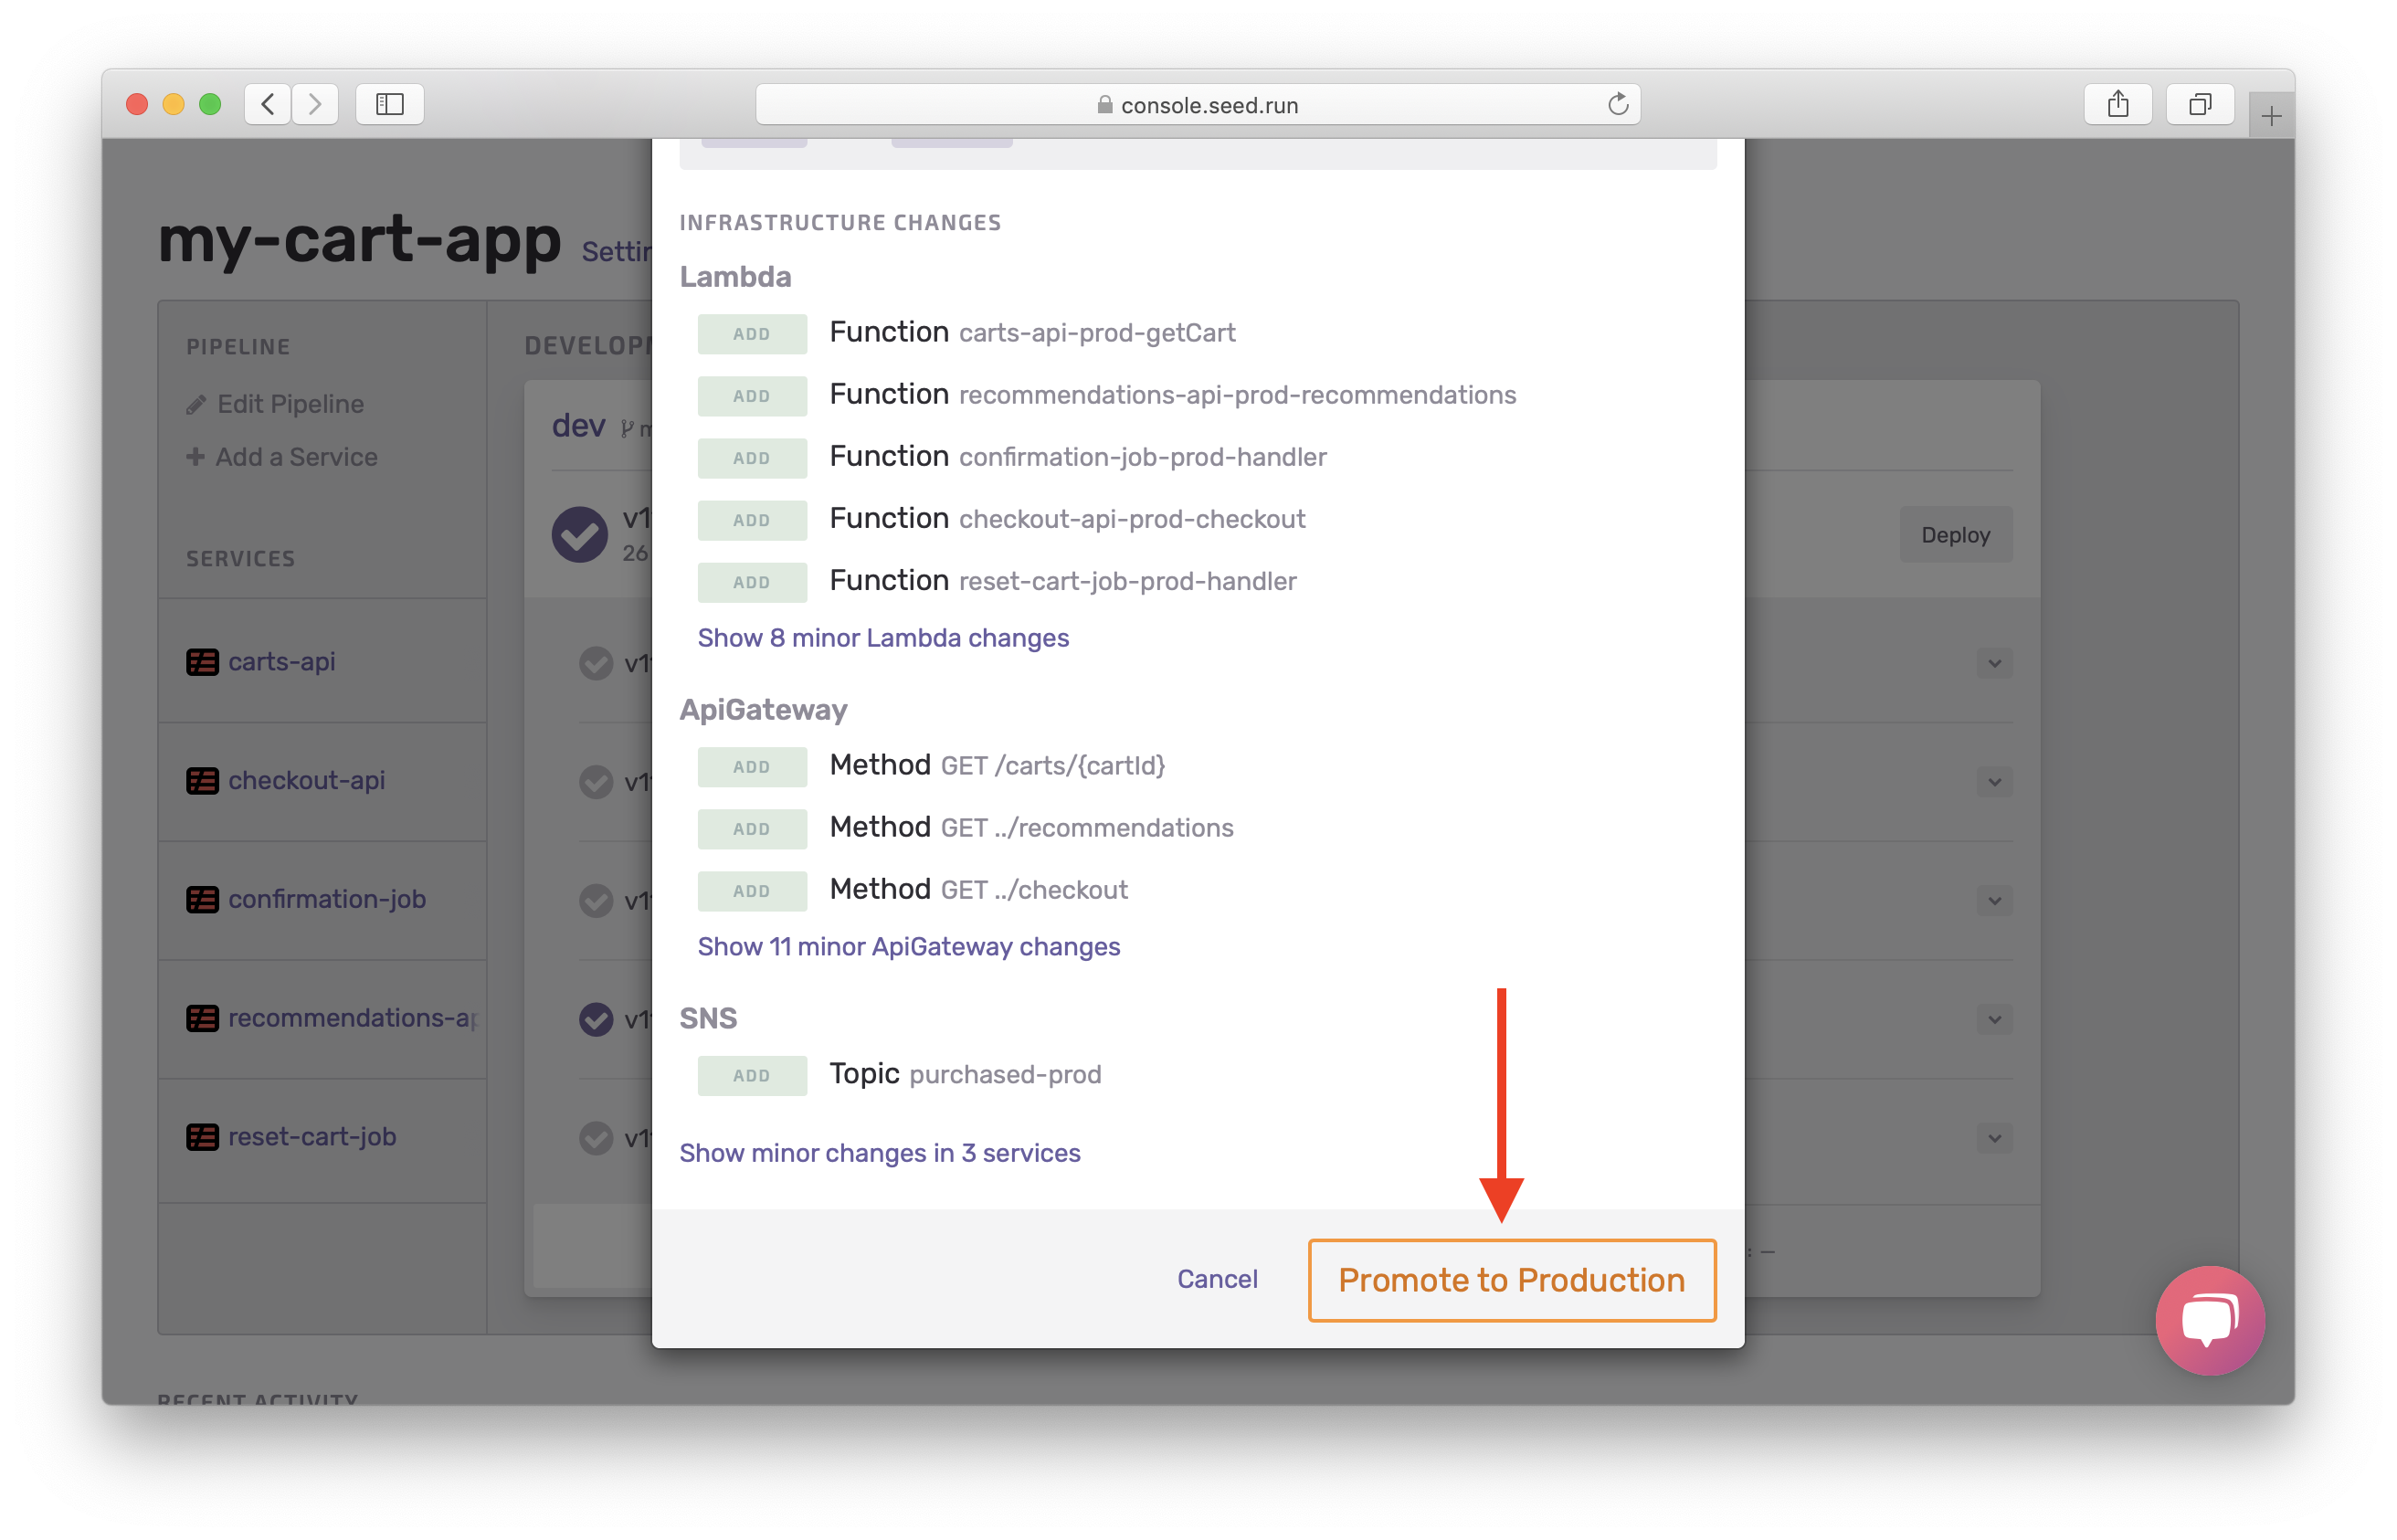 console.seed.run
my-cart-app
PIPELINE
Edit Pipeline
Add a Service
SERVICES
carts-api
checkout-api
confirmation-job
reset-cart-job
dev
26
INFRASTRUCTURE CHANGES
Lambda
ADD Function carts-api-prod-getCart
ADD Function recommendations-api-prod-recommendations
ADD Function confirmation-job-prod-handler
ADD Function checkout-api-prod-checkout
ADD Function reset-cart-job-prod-handler
Show 8 minor Lambda changes
ApiGateway
ADD Method GET /carts/{cartId}
ADD Method GET ../recommendations
ADD Method GET ../checkout
Show 11 minor ApiGateway changes
SNS
ADD Topic purchased-prod
Show minor changes in 3 services
Cancel Promote to Production
Deploy
RECENT ACTIVITY